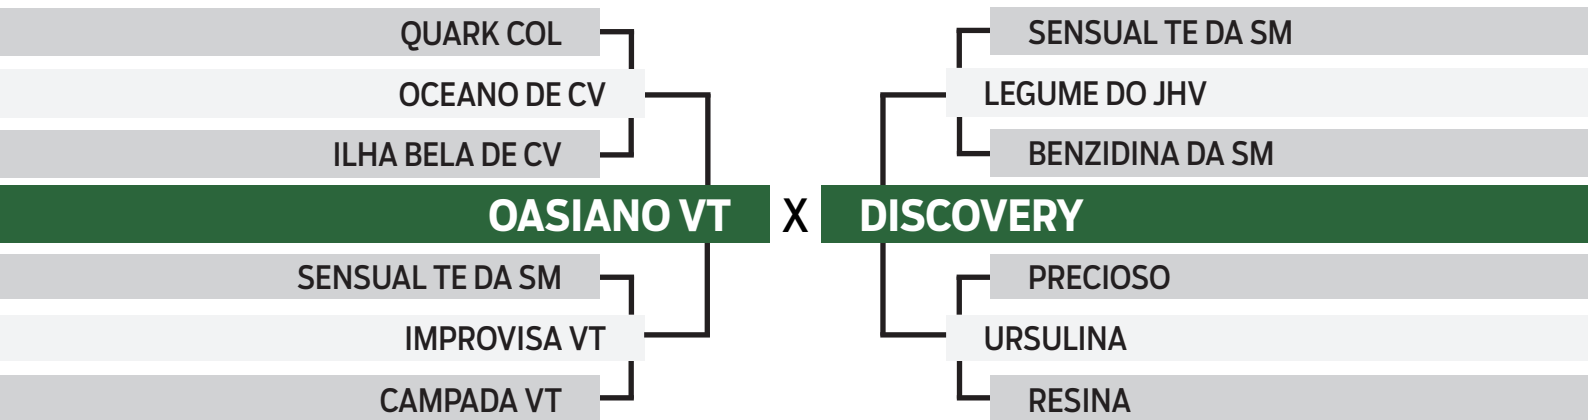 QUARK COL
OCEANO DE CV
ILHA BELA DE CV
OASIANO VT X DISCOVERY
SENSUAL TE DA SM
IMPROVISA VT
CAMPADA VT
SENSUAL TE DA SM
LEGUME DO JHV
BENZIDINA DA SM
PRECIOSO
URSULINA
RESINA